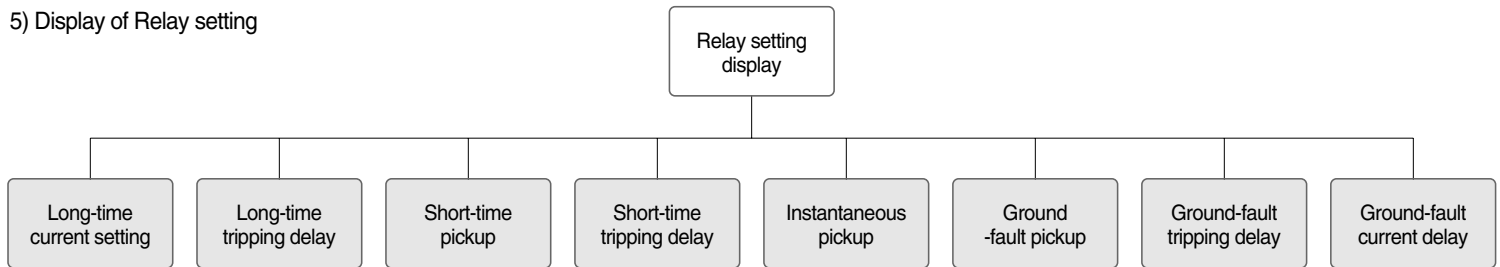 5) Display of Relay setting
Relay setting
display
Long-time
current setting
Long-time
tripping delay
Short-time
pickup
Short-time
tripping delay
Instantaneous
pickup
Ground
-fault pickup
Ground-fault
tripping delay
Ground-fault
current delay